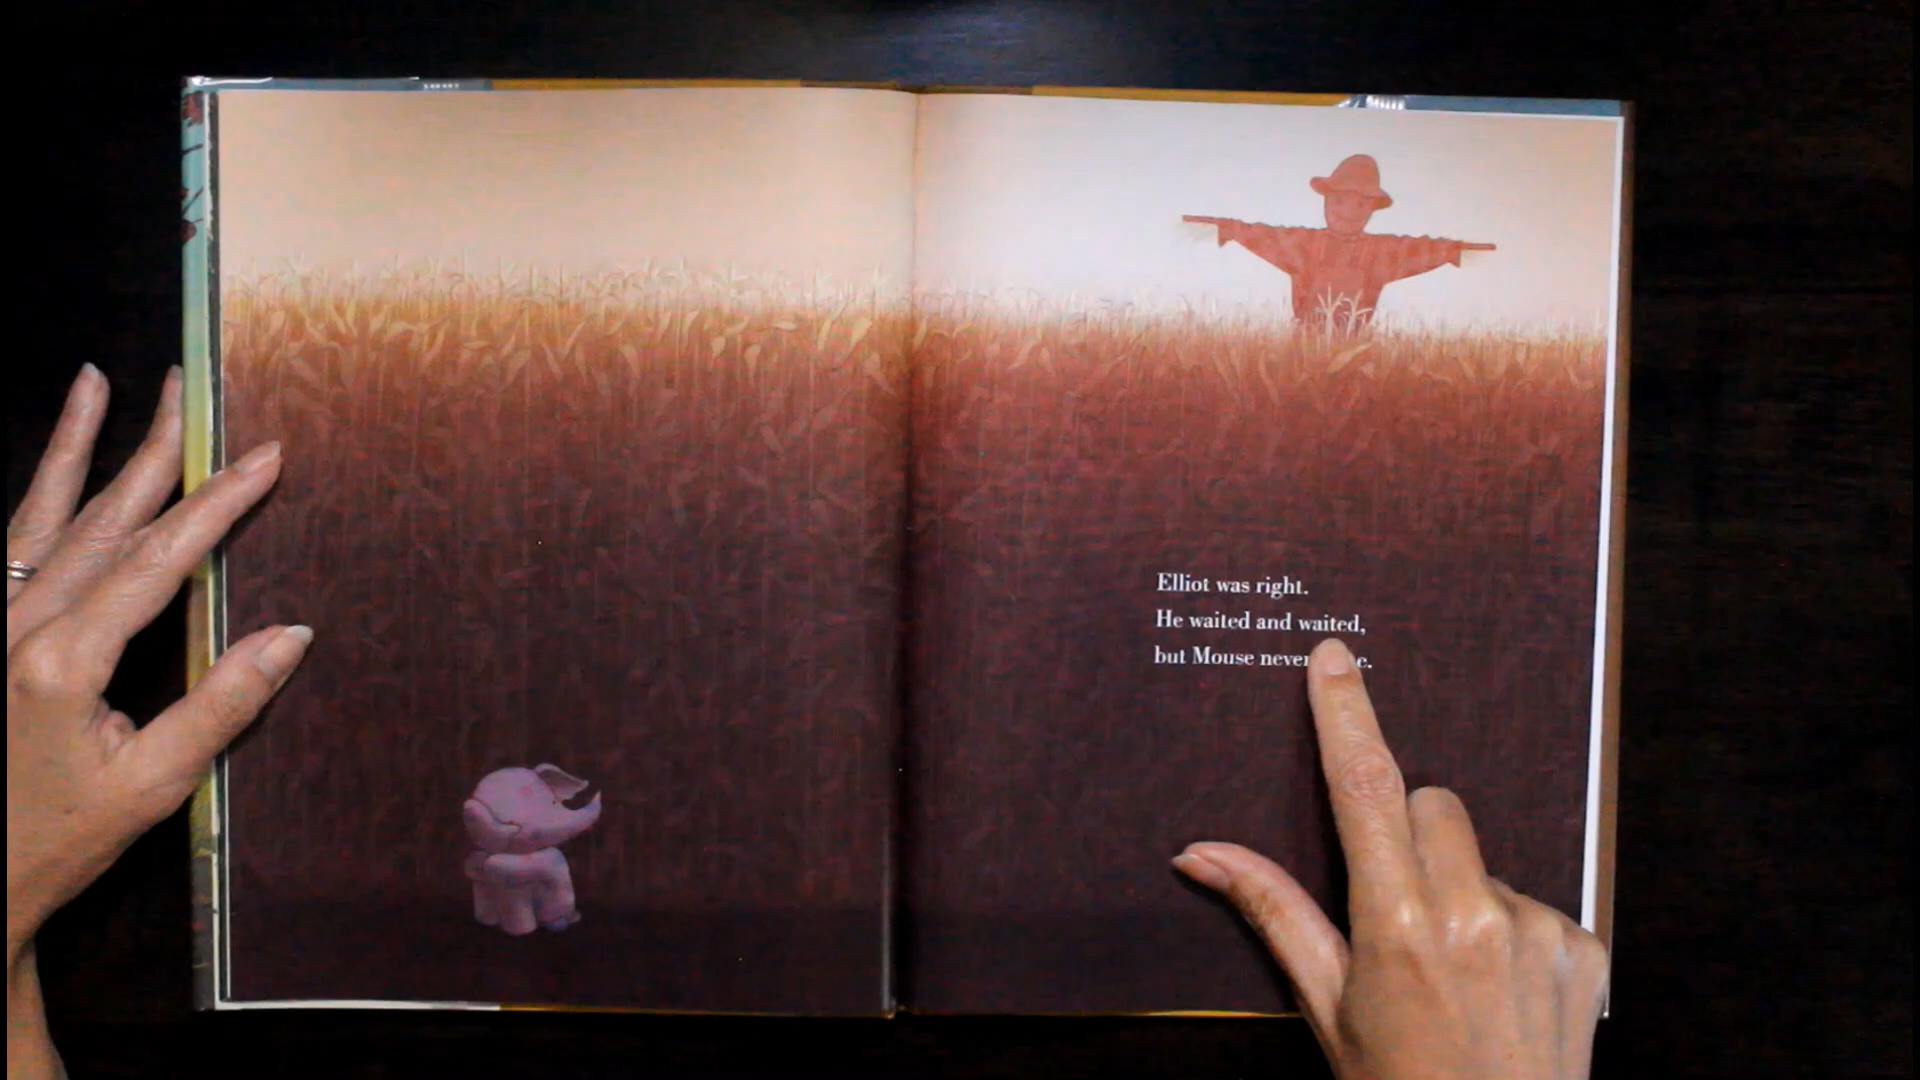 Elliot was right.
He waited and waited,
but Mouse never